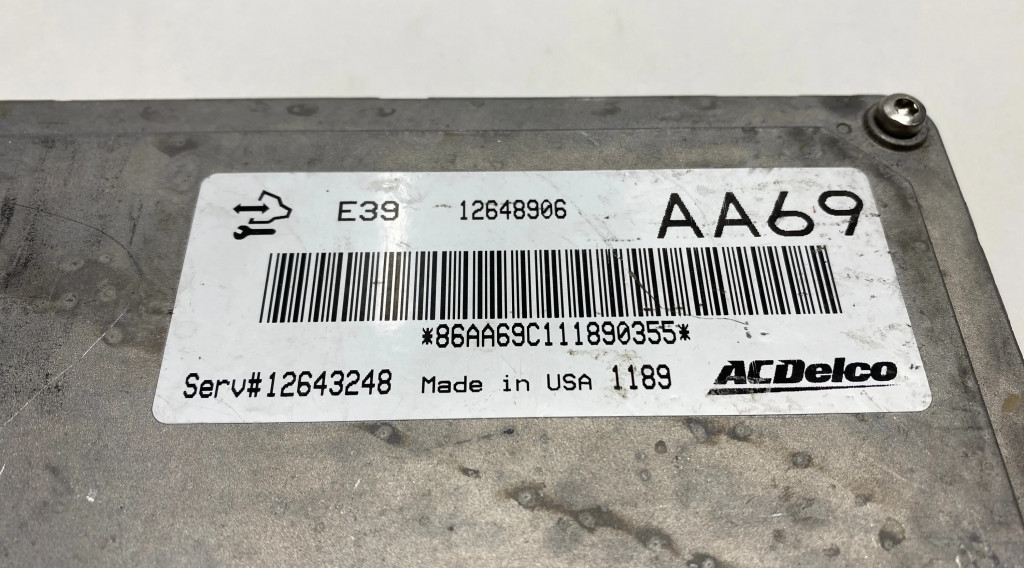 E39 12648906 AA69
*86AA69C111890355*
Serv#12643248 Made in USA 1189 ACDelco